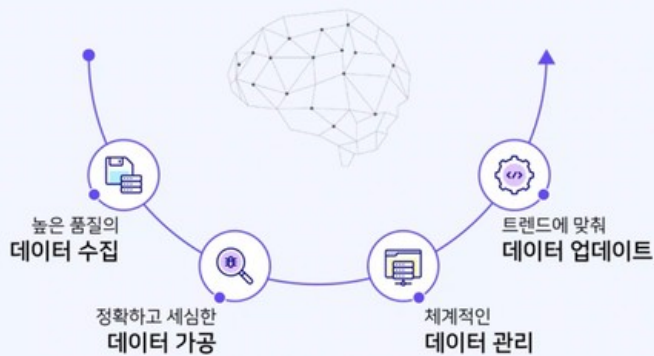 높은 품질의
데이터 수집
정확하고 세심한
데이터 가공
체계적인
데이터 관리
트렌드에 맞춰
데이터 업데이트